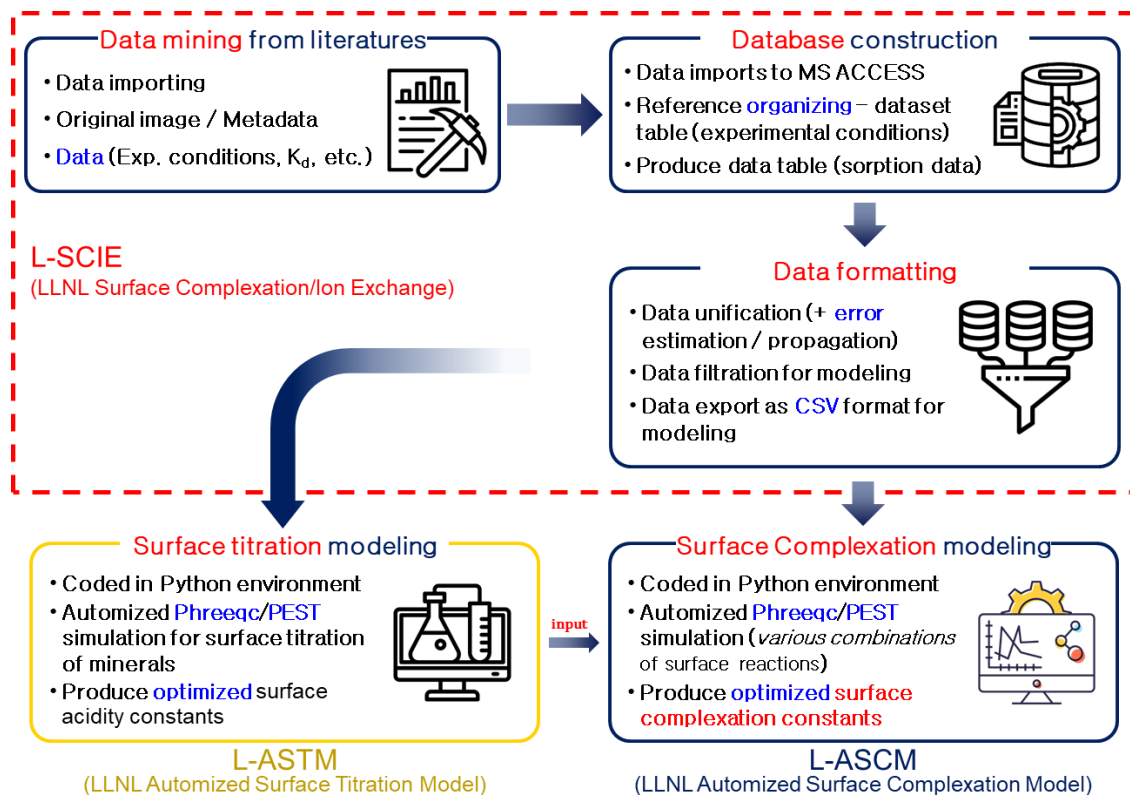 Data mining from literatures
• Data importing
• Original image / Metadata
• Data (Exp. conditions, Kd, etc.)
Database construction
• Data imports to MS ACCESS
• Reference organizing – dataset
table (experimental conditions)
• Produce data table (sorption data)
L-SCIE
(LLNL Surface Complexation/Ion Exchange)
Data formatting
• Data unification (+ error
estimation / propagation)
• Data filtration for modeling
• Data export as CSV format for
modeling
Surface titration modeling
• Coded in Python environment
• Automized Phreeqc/PEST
simulation for surface titration
of minerals
• Produce optimized surface
acidity constants
L-ASTM
(LLNL Automized Surface Titration Model)
input
Surface Complexation modeling
• Coded in Python environment
• Automized Phreeqc/PEST
simulation (various combinations
of surface reactions)
• Produce optimized surface
complexation constants
L-ASCM
(LLNL Automized Surface Complexation Model)